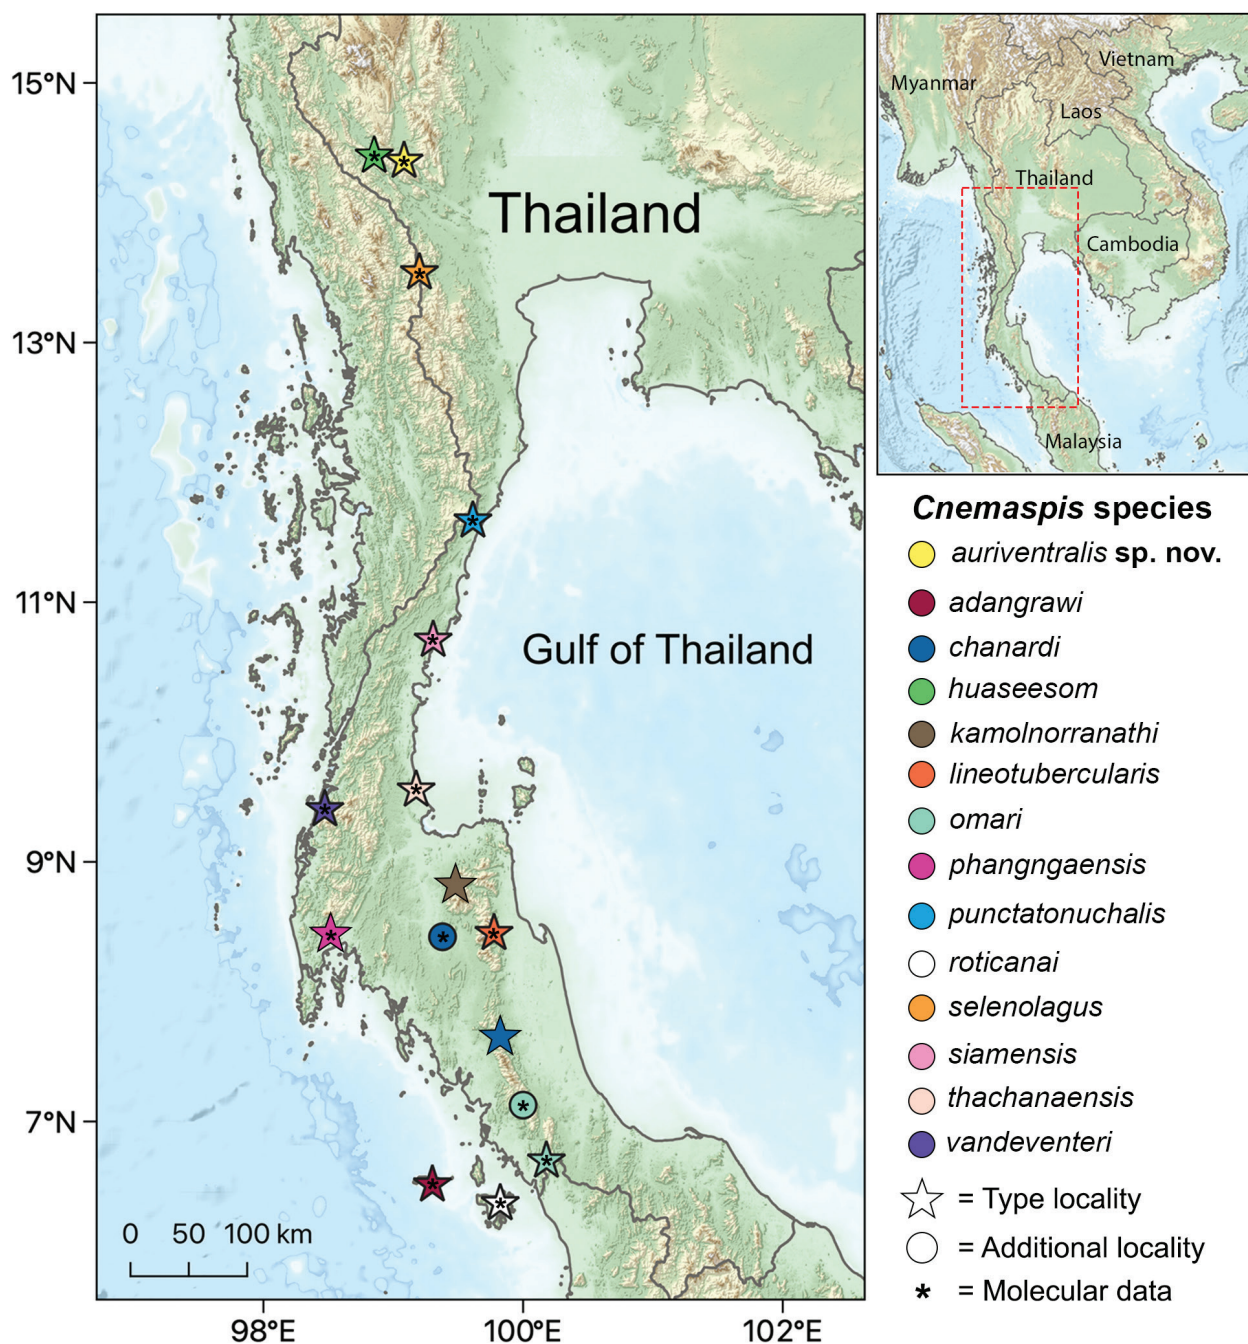 15°N
13°N
11°N
9°N
7°N
98°E
100°E
102°E
Thailand
Gulf of Thailand
0 50 100 km
Myanmar
Vietnam
Laos
Thailand
Cambodia
Malaysia
Cnemaspis species
auriventralis sp. nov.
adangrawi
chanardi
huaseesom
kamolnorranathi
lineotubercularis
omari
phangngaensis
punctatonuchalis
roticanai
selenolagus
siamensis
thachanaensis
vandeventeri
= Type locality
= Additional locality
* = Molecular data